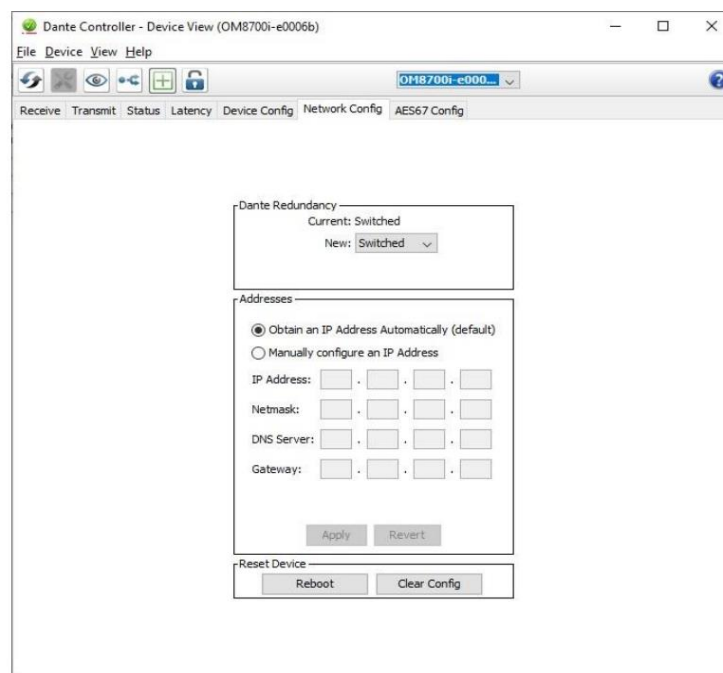 Dante Controller - Device View (OM8700i-e0006b)
File Device View Help
OM8700i-e000...
Receive Transmit Status Latency Device Config Network Config AES67 Config
Dante Redundancy
Current: Switched
New: Switched
Addresses
Obtain an IP Address Automatically (default)
Manually configure an IP Address
IP Address: . . .
Netmask: . . .
DNS Server: . . .
Gateway: . . .
Apply Revert
Reset Device
Reboot Clear Config